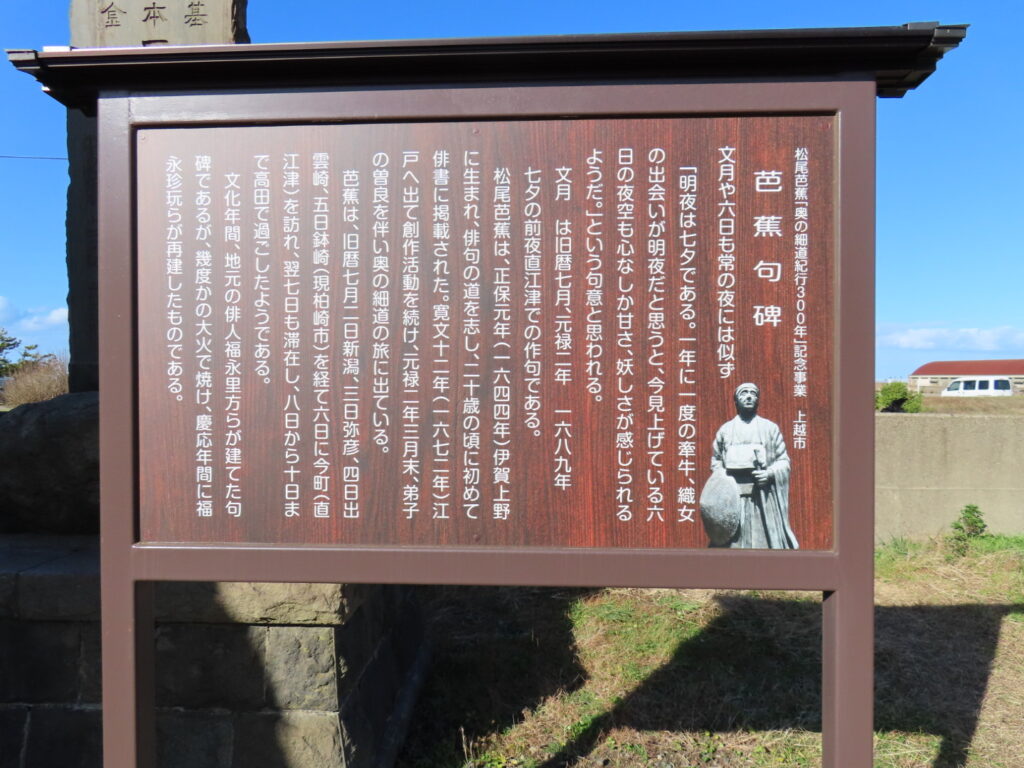 松尾芭蕉「奥の細道紀行300年」記念事業　上越市
芭蕉句碑
文月や六日も常の夜には似ず
「明夜は七夕である。一年に一度の牽牛、織女
の出会いが明夜だと思うと、今見上げている六
日の夜空も心なしか甘さ、妖しさが感じられる
ようだ。」という句意と思われる。
文月　は旧暦七月、元禄二年　一六八九年
七夕の前夜直江津での作句である。
松尾芭蕉は、正保元年（一六四四年）伊賀上野
に生まれ、俳句の道を志し、二十歳の頃に初めて
俳書に掲載された。寛文十二年（一六七二年）江
戸へ出て創作活動を続け、元禄二年三月末、弟子
の曽良を伴い奥の細道の旅に出ている。
芭蕉は、旧暦七月二日新潟、三日弥彦、四日出
雲崎、五日鉢崎（現柏崎市）を経て六日に今町（直
江津）を訪れ、翌七日も滞在し、八日から十日ま
で高田で過ごしたようである。
文化年間、地元の俳人福永里方らが建てた句
碑であるが、幾度かの大火で焼け、慶応年間に福
永珍玩らが再建したものである。